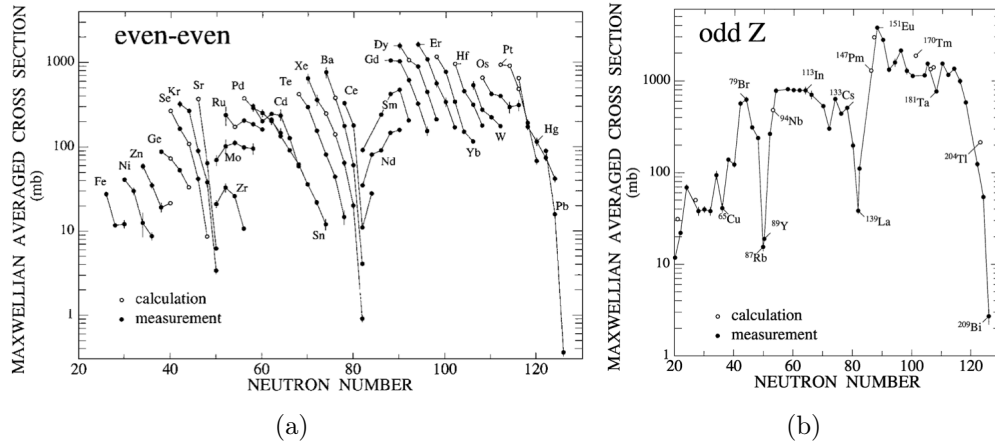 even-even
MAXWELLIAN AVERAGED CROSS SECTION
(mb)
1000
100
10
1
Fe
Ni
Zn
Ge
Se
Kr
Sr
Ru
Pd
Mo
Zr
Cd
Te
Xe
Ba
Sn
Ce
Dy
Gd
Sm
Nd
Er
Hf
Yb
Os
W
Pt
Hg
Pb
calculation
measurement
20 40 60 80 100 120
NEUTRON NUMBER
(a)
odd Z
MAXWELLIAN AVERAGED CROSS SECTION
(mb)
1000
100
10
1
⁷⁹Br
⁶⁵Cu
⁸⁷Rb
⁸⁹Y
⁹⁴Nb
¹¹³In
¹³³Cs
¹³⁹La
¹⁴⁷Pm
¹⁵¹Eu
¹⁷⁰Tm
¹⁸¹Ta
²⁰⁴Tl
²⁰⁹Bi
calculation
measurement
20 40 60 80 100 120
NEUTRON NUMBER
(b)